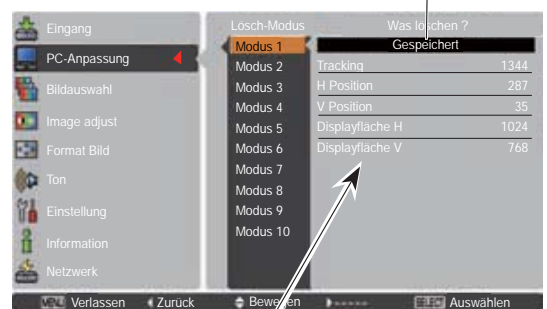 Eingang
PC-Anpassung
Bildauswahl
Image adjust
Format Bild
Ton
Einstellung
Information
Netzwerk
Lösch-Modus
Modus 1
Modus 2
Modus 3
Modus 4
Modus 5
Modus 6
Modus 7
Modus 8
Modus 9
Modus 10
Was löschen ?
Gespeichert
Tracking 1344
H Position 287
V Position 35
Displayfläche H 1024
Displayfläche V 768
MENU Verlassen Zurück Bewegen ----- SELECT Auswählen